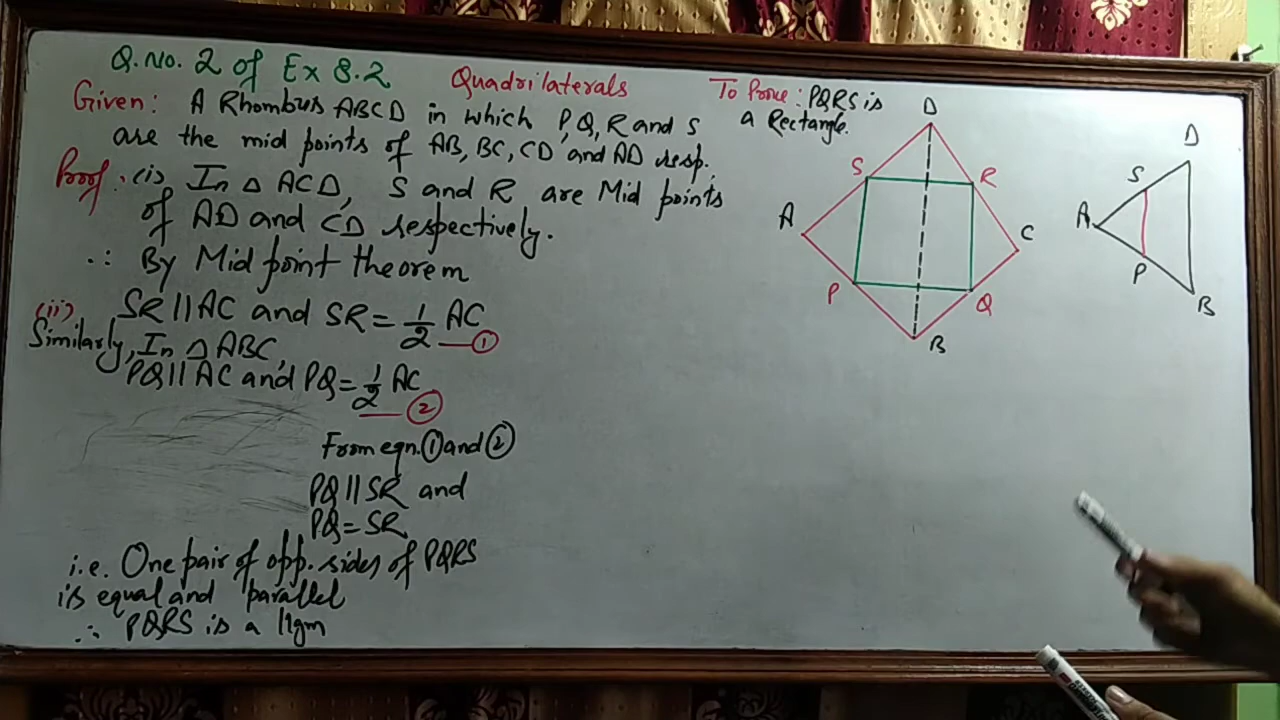 Q. No. 2 of Ex 8.2
Quadrilaterals
Given: A Rhombus ABCD in which P, Q, R and S
are the mid points of AB, BC, CD and AD resp.
To Prove: PQRS is
a Rectangle.
Proof: (i) In △ ACD, S and R are Mid points
of AD and CD respectively.
∴ By Mid point theorem
SR || AC and SR = 1/2 AC —①
(ii) Similarly, In △ ABC,
PQ || AC and PQ = 1/2 AC —②
From eqn. ① and ②
PQ || SR and
PQ = SR
i.e. One pair of opp. sides of PQRS
is equal and parallel
∴ PQRS is a ||gm
D
S
R
A
C
P
Q
B
D
S
A
P
B